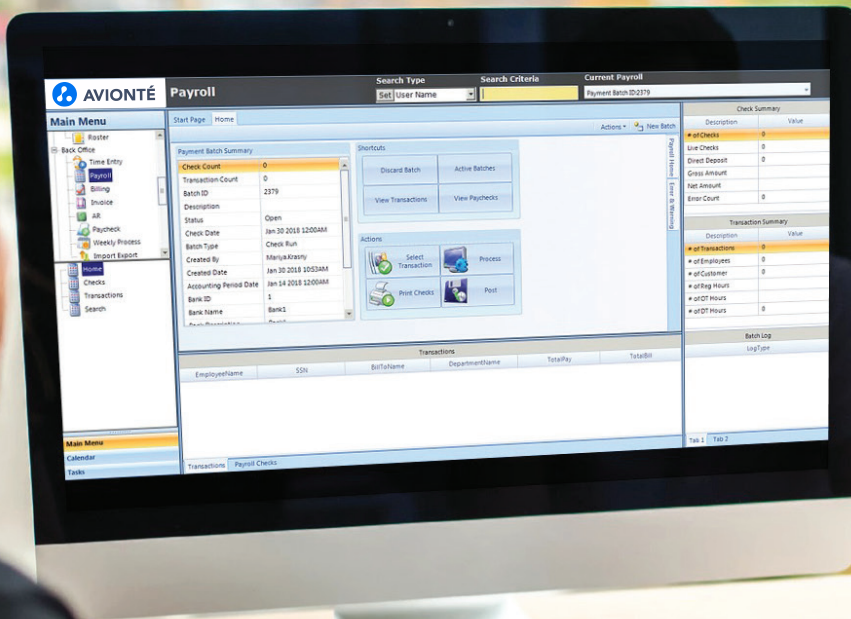 AVIONTÉ
Payroll
Search Type
Search Criteria
Current Payroll
Set User Name
Payment Batch ID:2379
Main Menu
Roster
Back Office
Time Entry
Payroll
Billing
Invoice
AR
Paycheck
Weekly Process
Import Export
Home
Checks
Transactions
Search
Main Menu
Calendar
Tasks
Start Page Home
Actions New Batch
Payment Batch Summary
Check Count 0
Transaction Count 0
Batch ID 2379
Description
Status Open
Check Date Jan 30 2018 12:00AM
Batch Type Check Run
Created By Mariya.Krasny
Created Date Jan 30 2018 10:53AM
Accounting Period Date Jan 14 2018 12:00AM
Bank ID 1
Bank Name Bank1
Shortcuts
Discard Batch Active Batches
View Transactions View Paychecks
Actions
Select Transaction Process
Print Checks Post
Payroll Home Error & Warning
Transactions
EmployeeName SSN BillToName DepartmentName TotalPay TotalBill
Transactions Payroll Checks
Check Summary
Description Value
# of Checks 0
Live Checks 0
Direct Deposit 0
Gross Amount
Net Amount
Error Count 0
Transaction Summary
Description Value
# of Transactions 0
# of Employees 0
# of Customer 0
# of Reg Hours
# of OT Hours
# of DT Hours 0
Batch Log
LogType
Tab 1 Tab 2